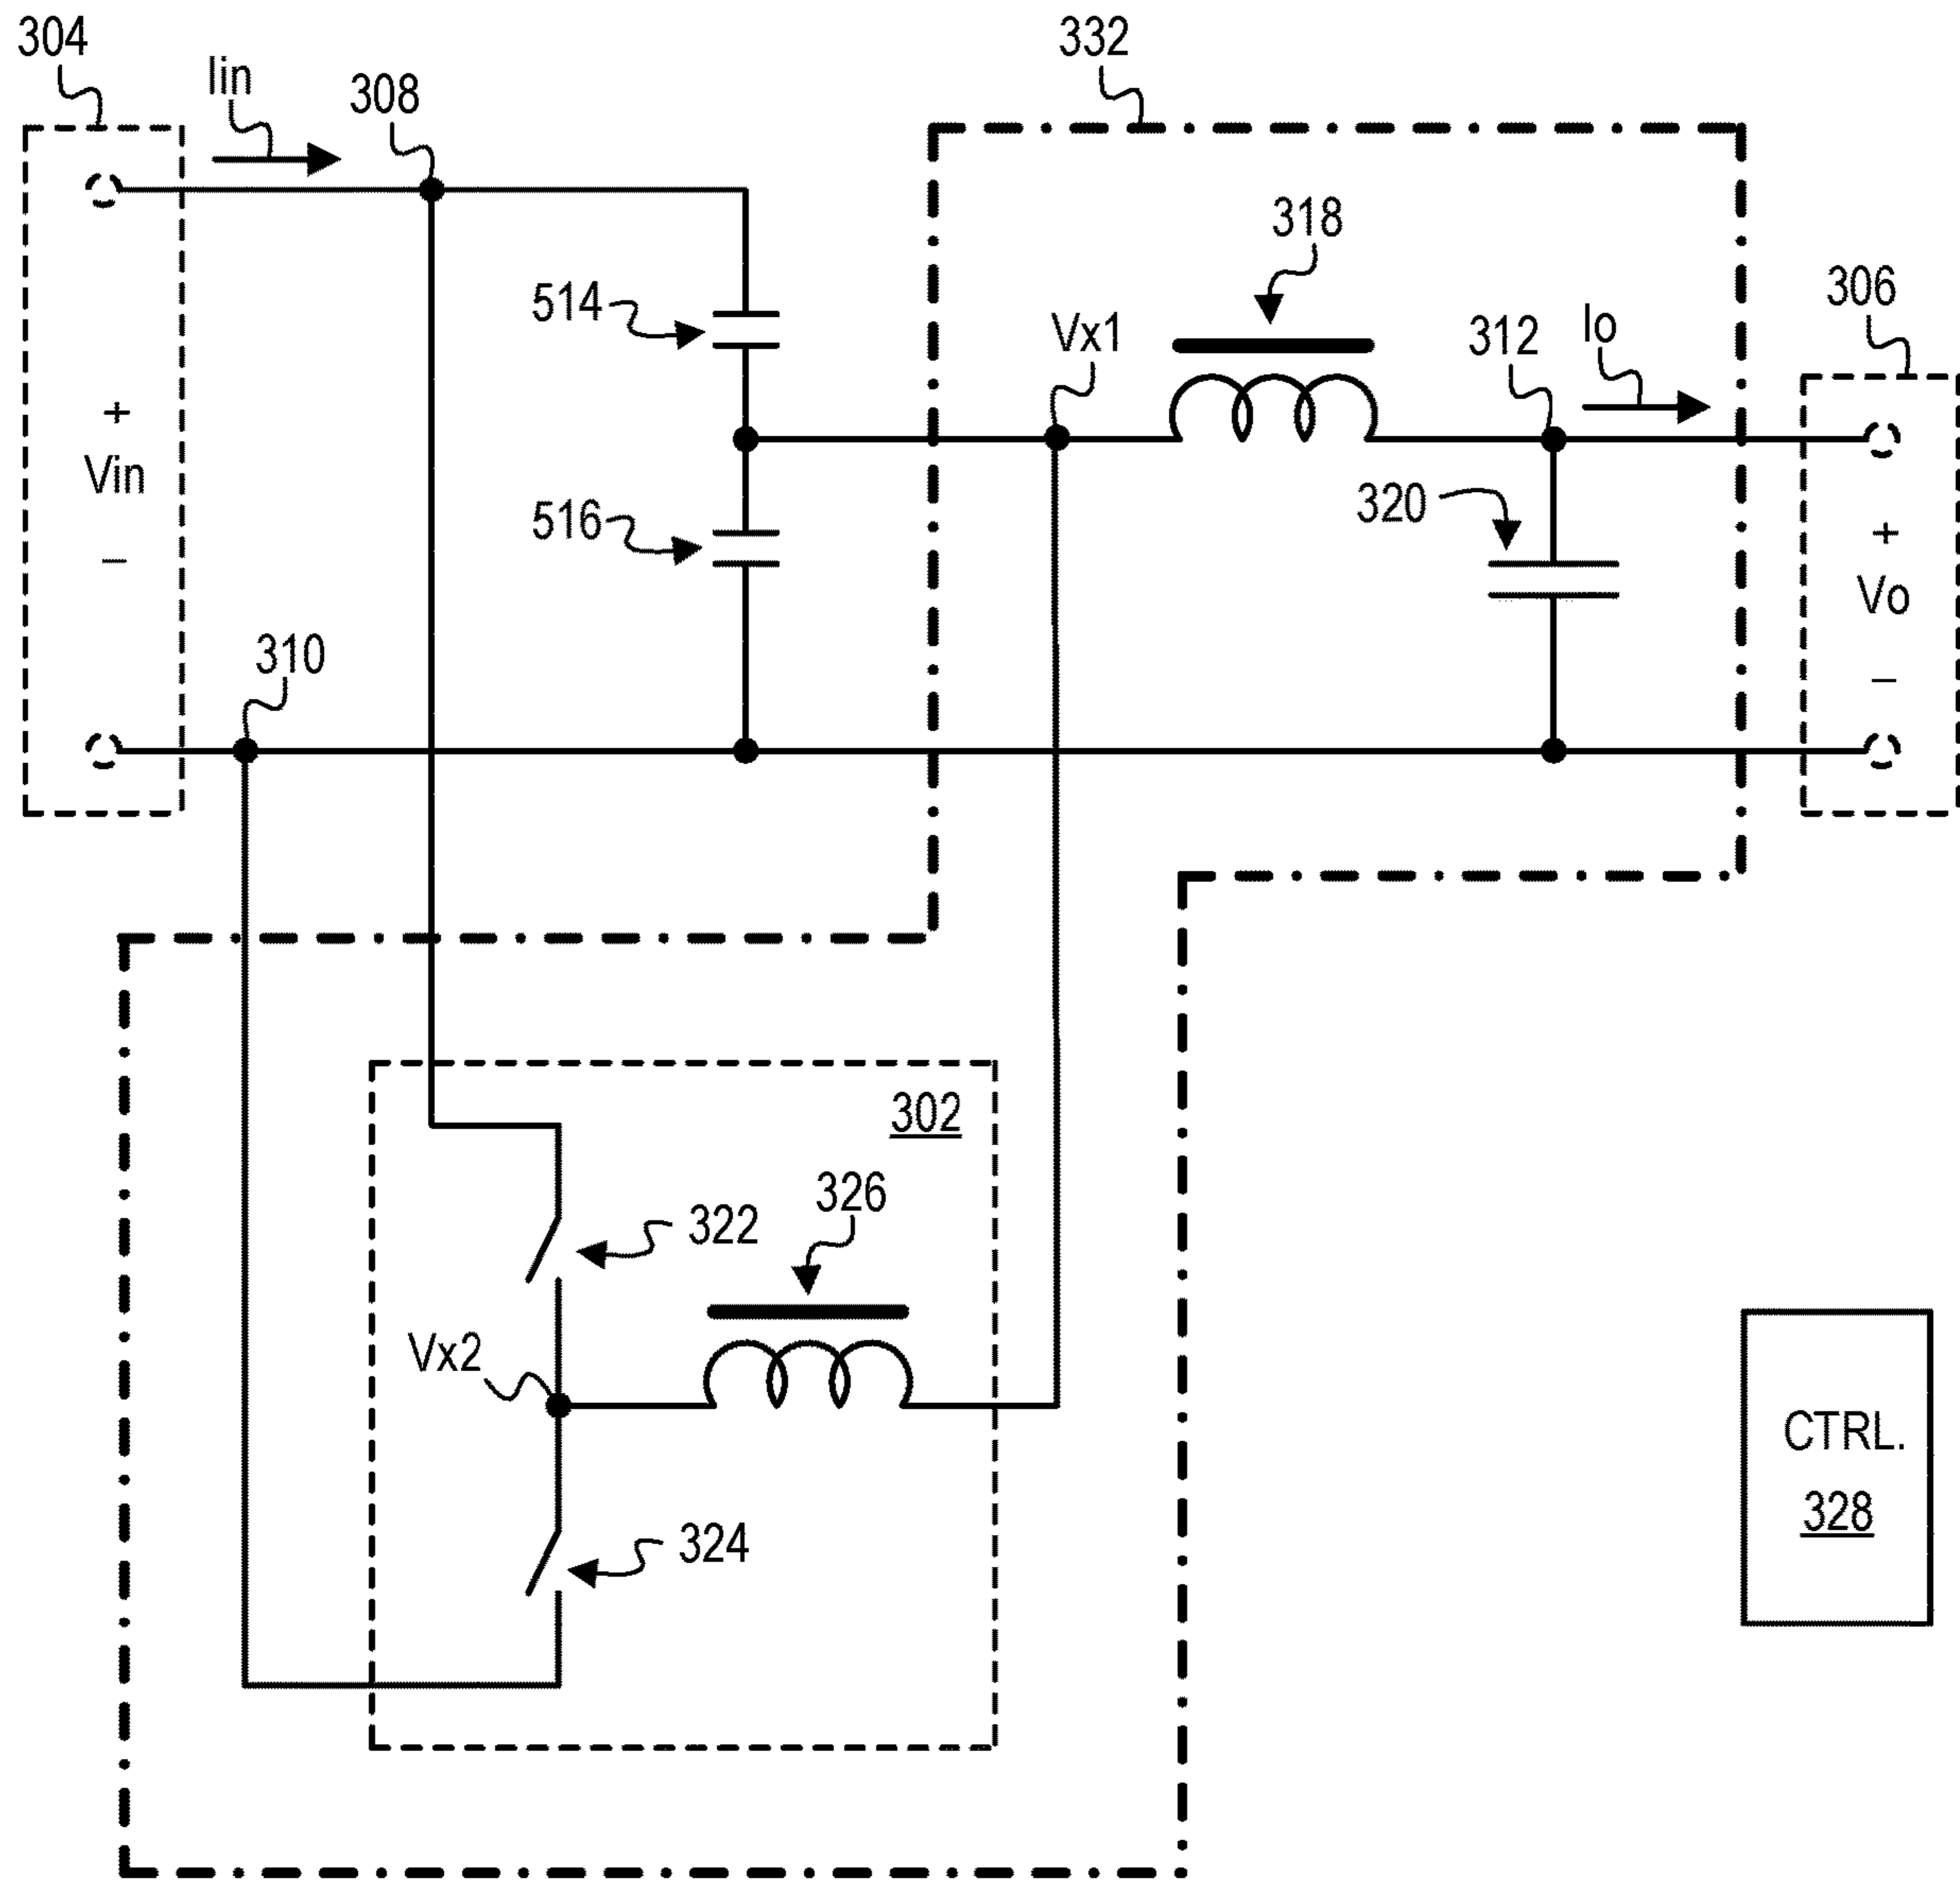 304
332
Iin
308
318
514
306
Vx1
312
Io
+
Vin
–
516
320
+
Vo
–
310
302
326
322
Vx2
324
CTRL.
328